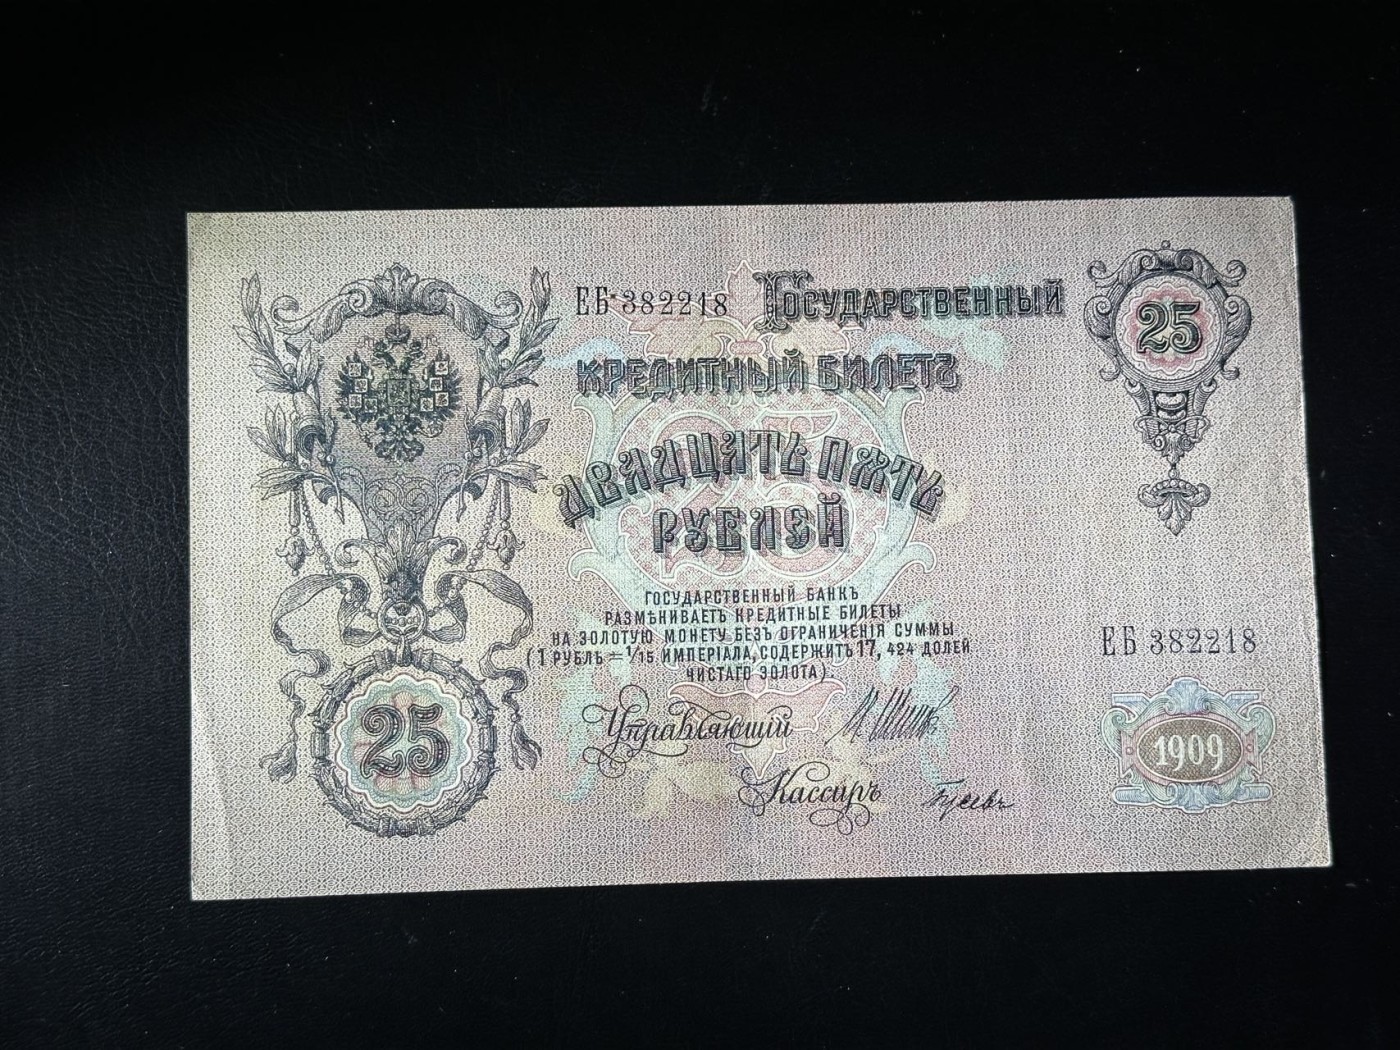 ЕБ 382218
Государственный
25
кредитный билетъ
двадцать пять
рублей
государственный банкъ
размѣниваетъ кредитные билеты
на золотую монету безъ ограниченія суммы
(1 рубль = 1/15 имперіала, содержитъ 17, 424 долей
чистаго золота).
ЕБ 382218
Управляющій
25
1909
Кассиръ
Гусевъ